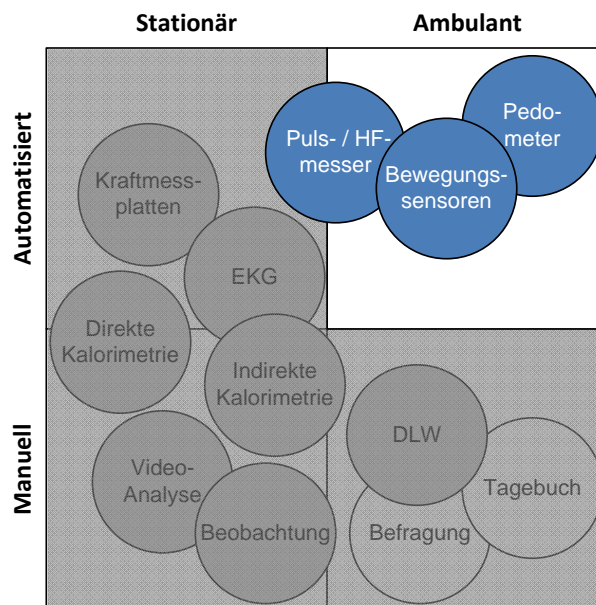 Stationär
Ambulant
Automatisiert
Manuell
Kraftmess-
platten
EKG
Puls- / HF-
messer
Bewegungs-
sensoren
Pedo-
meter
Direkte
Kalorimetrie
Indirekte
Kalorimetrie
Video-
Analyse
Beobachtung
DLW
Befragung
Tagebuch